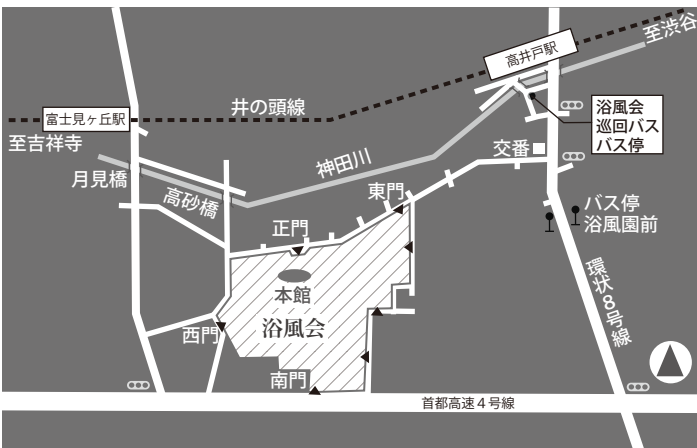 至渋谷
高井戸駅
井の頭線
富士見ヶ丘駅
至吉祥寺
浴風会
巡回バス
バス停
交番
神田川
月見橋
高砂橋
東門
正門
バス停
浴風園前
本館
浴風会
環状8号線
西門
南門
首都高速4号線